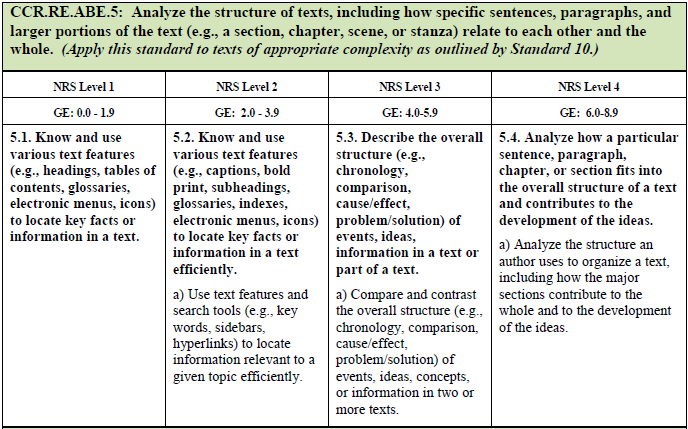 CCR.RE.ABE.5:  Analyze the structure of texts, including how specific sentences, paragraphs, and
larger portions of the text (e.g., a section, chapter, scene, or stanza) relate to each other and the
whole.  (Apply this standard to texts of appropriate complexity as outlined by Standard 10.)
NRS Level 1
NRS Level 2
NRS Level 3
NRS Level 4
GE: 0.0 - 1.9
GE:  2.0 - 3.9
GE: 4.0-5.9
GE:  6.0-8.9
5.1. Know and use
various text features
(e.g., headings, tables of
contents, glossaries,
electronic menus, icons)
to locate key facts or
information in a text.
5.2. Know and use
various text features
(e.g., captions, bold
print, subheadings,
glossaries, indexes,
electronic menus, icons)
to locate key facts or
information in a text
efficiently.
a) Use text features and
search tools (e.g., key
words, sidebars,
hyperlinks) to locate
information relevant to a
given topic efficiently.
5.3. Describe the overall
structure (e.g.,
chronology,
comparison,
cause/effect,
problem/solution) of
events, ideas,
information in a text or
part of a text.
a) Compare and contrast
the overall structure (e.g.,
chronology, comparison,
cause/effect,
problem/solution) of
events, ideas, concepts,
or information in two or
more texts.
5.4. Analyze how a particular
sentence, paragraph,
chapter, or section fits into
the overall structure of a text
and contributes to the
development of the ideas.
a) Analyze the structure an
author uses to organize a text,
including how the major
sections contribute to the
whole and to the development
of the ideas.